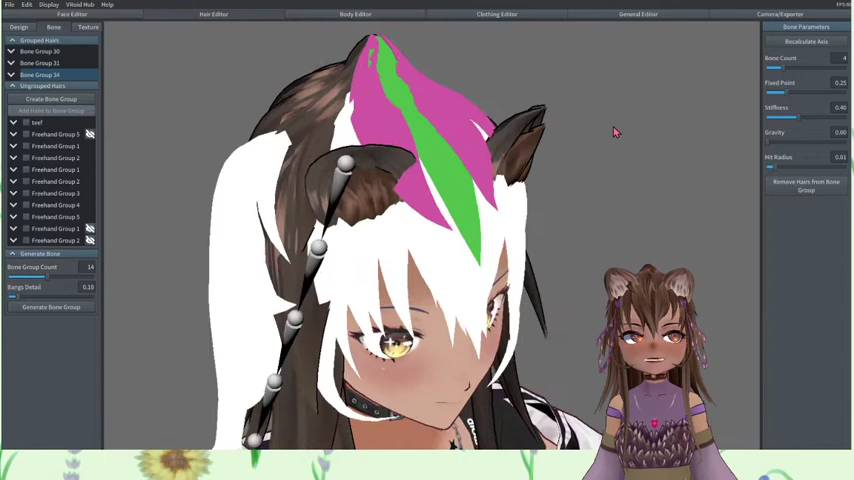 File Edit Display VRoid Hub Help
Face Editor Hair Editor Body Editor Clothing Editor General Editor Camera/Exporter
Design Bone Texture
Grouped Hairs
Bone Group 30
Bone Group 31
Bone Group 34
Ungrouped Hairs
Create Bone Group
Add Hairs to Bone Group
teef
Freehand Group 5
Freehand Group 1
Freehand Group 2
Freehand Group 1
Freehand Group 2
Freehand Group 3
Freehand Group 4
Freehand Group 5
Freehand Group 1
Freehand Group 2
Generate Bone
Bone Group Count 14
Bangs Detail 0.10
Generate Bone Group
Bone Parameters
Recalculate Axis
Bone Count 4
Fixed Point 0.25
Stiffness 0.40
Gravity 0.00
Hit Radius 0.01
Remove Hairs from Bone
Group